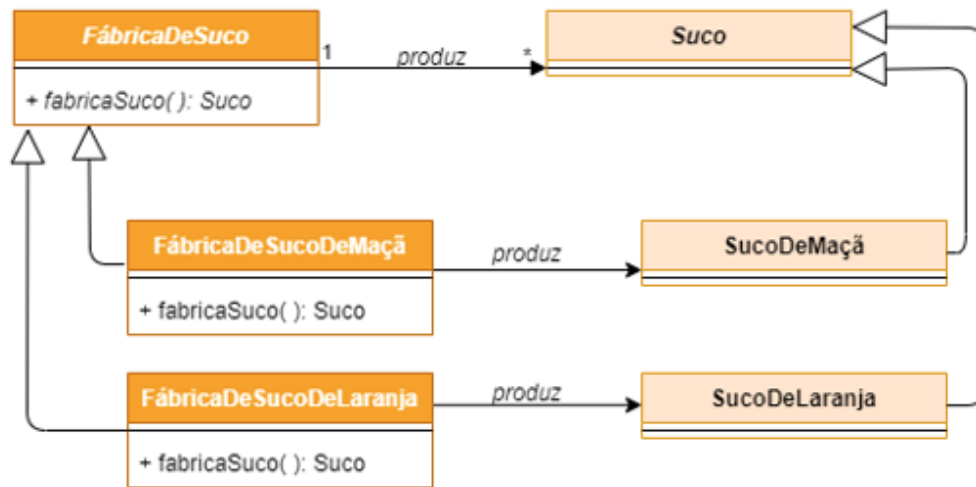 FábricaDeSuco
1
produz
*
Suco
+ fabricaSuco( ): Suco
FábricaDeSucoDeMaçã
produz
SucoDeMaçã
+ fabricaSuco( ): Suco
FábricaDeSucoDeLaranja
produz
SucoDeLaranja
+ fabricaSuco( ): Suco